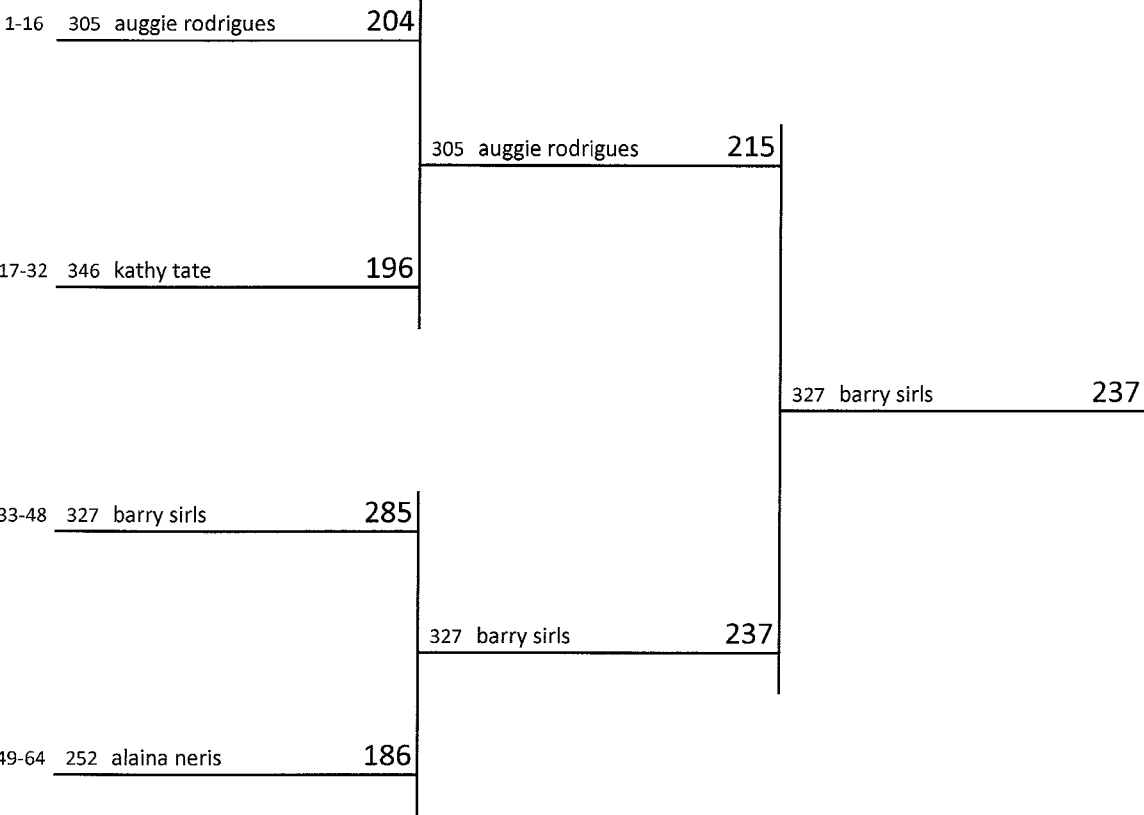 1-16 305 auggie rodrigues 204
305 auggie rodrigues 215
17-32 346 kathy tate 196
327 barry sirls 237
33-48 327 barry sirls 285
327 barry sirls 237
49-64 252 alaina neris 186